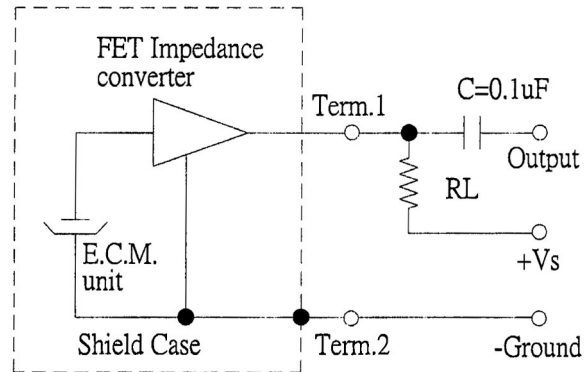 FET Impedance
converter
Term.1
C=0.1uF
Output
RL
+Vs
E.C.M.
unit
Shield Case
Term.2
-Ground